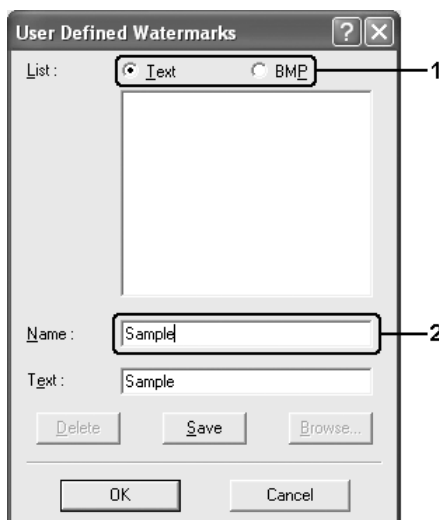 User Defined Watermarks
List : Text BMP 1
Name : Sample 2
Text : Sample
Delete Save Browse...
OK Cancel